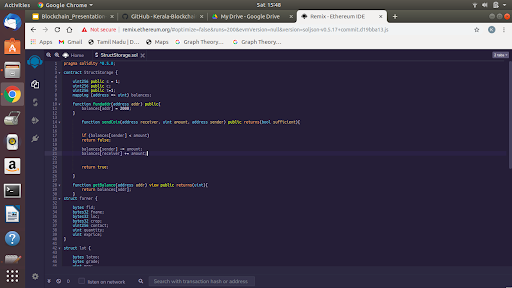 Activities Google Chrome Sat 15:48
Blockchain_Presentation GitHub - Kerala-Blockchain My Drive - Google Drive Remix - Ethereum IDE
Not secure remix.ethereum.org/#optimize=false&runs=200&evmVersion=null&version=soljson-v0.5.17+commit.d19bba13.js
Apps Gmail Tamil Nadu | D... Maps Graph Theory... Graph Theory...
Home StructStorage.sol
pragma solidity ^0.5.0;
contract StructStorage {
uint256 public s = 1;
uint256 public c;
uint256 public t=1;
mapping (address => uint) balances;
function fundaddr(address addr) public{
balances[addr] = 2000;
}
function sendCoin(address receiver, uint amount, address sender) public returns(bool sufficient){
if (balances[sender] < amount)
return false;
balances[sender] -= amount;
balances[receiver] += amount;
return true;
}
function getBalance(address addr) view public returns(uint){
return balances[addr];
}
struct farmer {
bytes fid;
bytes32 fname;
bytes32 loc;
bytes32 crop;
uint256 contact;
uint quantity;
uint exprice;
}
struct lot {
bytes lotno;
bytes grade;
0 listen on network Search with transaction hash or address